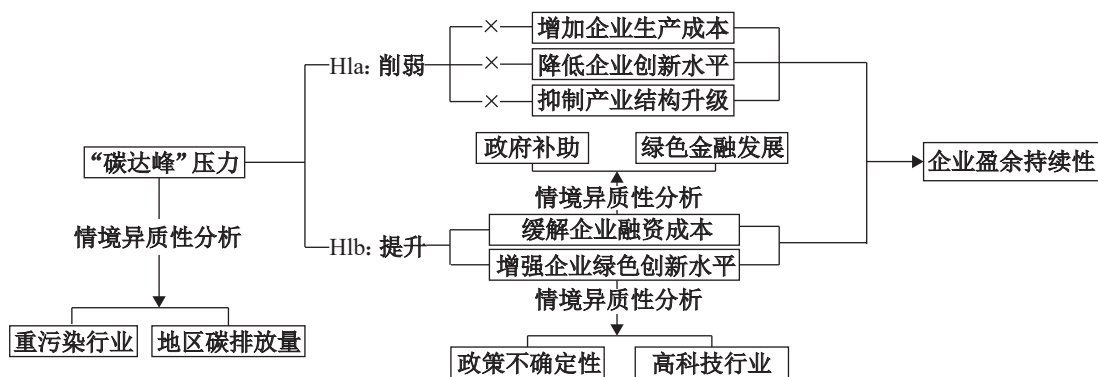 增加企业生产成本
Hla：削弱
降低企业创新水平
抑制产业结构升级
政府补助
绿色金融发展
“碳达峰”压力
企业盈余持续性
情境异质性分析
缓解企业融资成本
情境异质性分析
Hlb：提升
增强企业绿色创新水平
情境异质性分析
重污染行业
地区碳排放量
政策不确定性
高科技行业